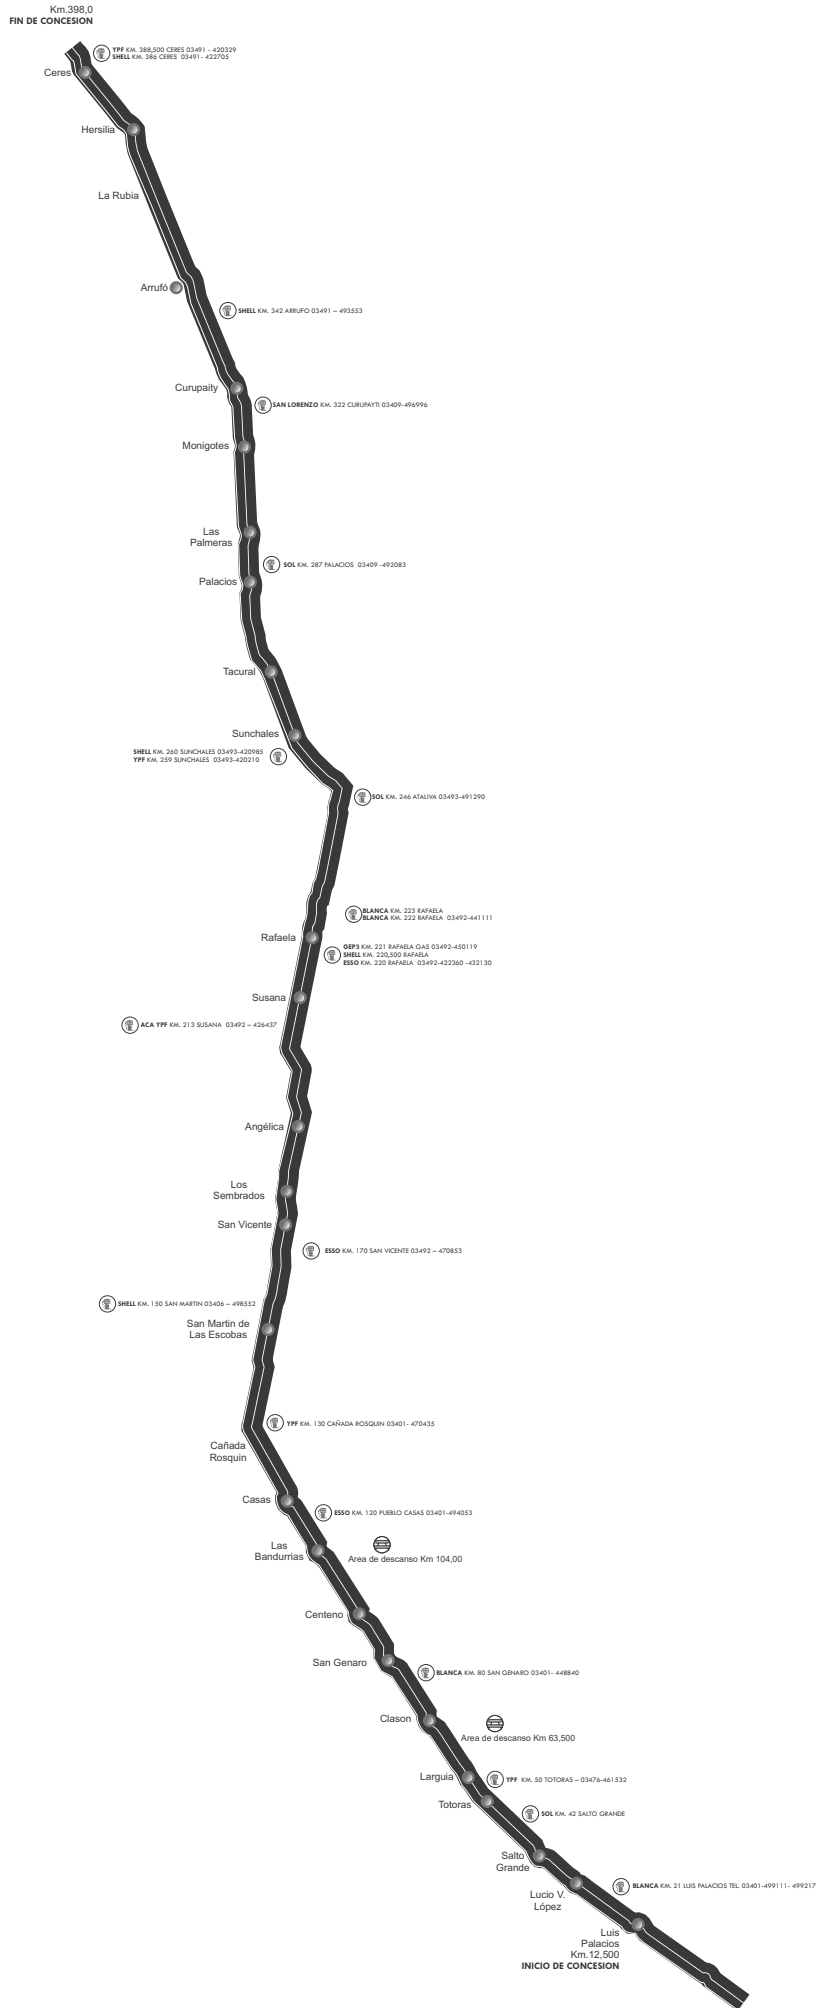 Km.398,0
FIN DE CONCESION
YPF KM. 388,500 CERES 03491 - 420329
SHELL KM. 386 CERES 03491- 422705
Ceres
Hersilia
La Rubia
Arrufó
SHELL KM. 342 ARRUFO 03491 – 493553
Curupaity
SAN LORENZO KM. 322 CURUPAYTI 03409-496996
Monigotes
Las
Palmeras
SOL KM. 287 PALACIOS 03409 -492083
Palacios
Tacural
Sunchales
SHELL KM. 260 SUNCHALES 03493-420985
YPF KM. 259 SUNCHALES 03493-420210
SOL KM. 246 ATALIVA 03493-491290
BLANCA KM. 223 RAFAELA
BLANCA KM. 222 RAFAELA 03492-441111
Rafaela
GEP3 KM. 221 RAFAELA GAS 03492-450119
SHELL KM. 220,500 RAFAELA
ESSO KM. 220 RAFAELA 03492-422360 -432130
Susana
ACA YPF KM. 213 SUSANA 03492 – 426437
Angélica
Los
Sembrados
San Vicente
ESSO KM. 170 SAN VICENTE 03492 – 470853
SHELL KM. 150 SAN MARTIN 03406 – 498552
San Martin de
Las Escobas
YPF KM. 130 CAÑADA ROSQUIN 03401- 470435
Cañada
Rosquin
Casas
ESSO KM. 120 PUEBLO CASAS 03401-494053
Las
Bandurrias
Area de descanso Km 104,00
Centeno
San Genaro
BLANCA KM. 80 SAN GENARO 03401- 448840
Clason
Area de descanso Km 63,500
Larguia
YPF KM. 50 TOTORAS – 03476-461532
Totoras
SOL KM. 42 SALTO GRANDE
Salto
Grande
BLANCA KM. 21 LUIS PALACIOS TEL. 03401-499111- 499217
Lucio V.
López
Luis
Palacios
Km.12,500
INICIO DE CONCESION